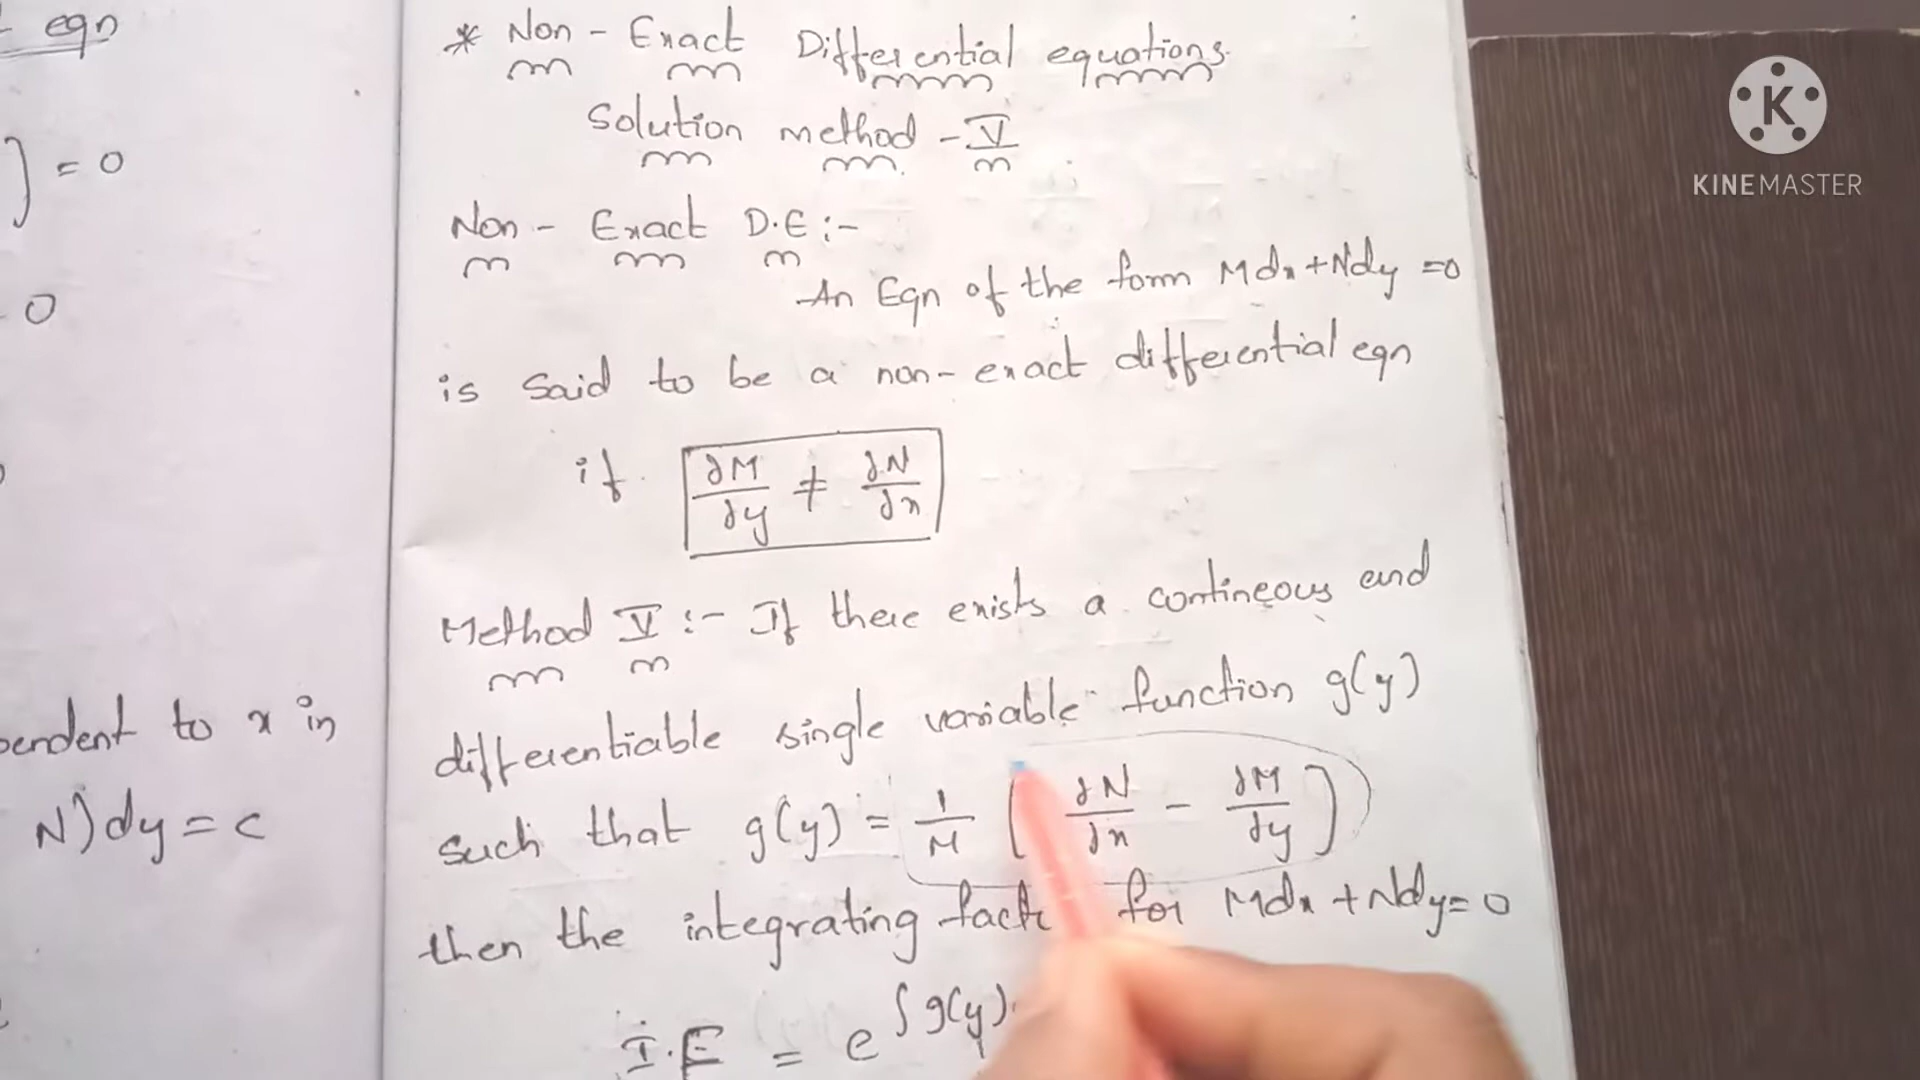 eqn
= 0
0
pendent to x in
N) dy = c
* Non - Exact Differential equations.
Solution method - V
Non - Exact D.E :-
An Eqn of the form Mdx + Ndy = 0
is said to be a non-exact differential eqn
if ∂M/∂y ≠ ∂N/∂x
Method V :- If there exists a contineous and
differentiable single variable function g(y)
such that g(y) = 1/M [ ∂N/∂x - ∂M/∂y ]
then the integrating for Mdx + Ndy = 0
I.F = e^∫g(y)
K
KINEMASTER